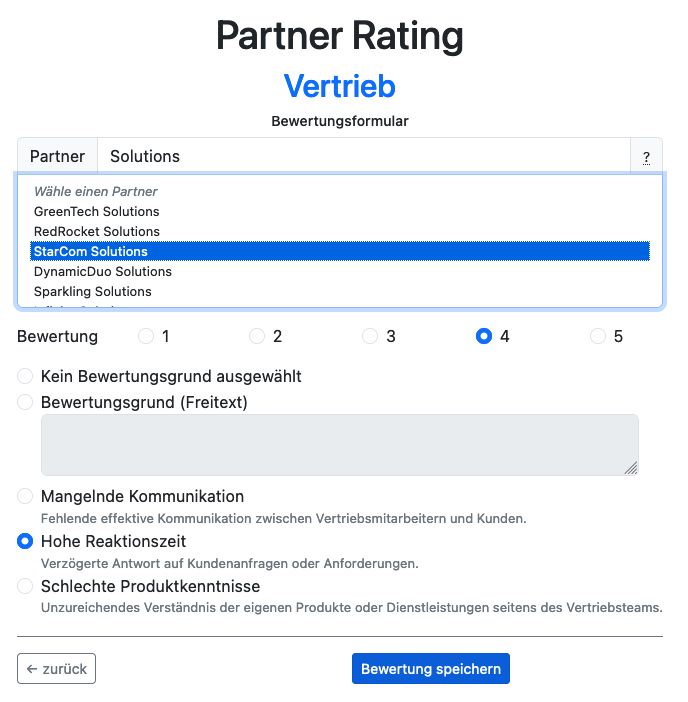 Partner Rating
Vertrieb
Bewertungsformular
Partner Solutions ?
Wähle einen Partner
GreenTech Solutions
RedRocket Solutions
StarCom Solutions
DynamicDuo Solutions
Sparkling Solutions
Bewertung 1 2 3 4 5
Kein Bewertungsgrund ausgewählt
Bewertungsgrund (Freitext)
Mangelnde Kommunikation
Fehlende effektive Kommunikation zwischen Vertriebsmitarbeitern und Kunden.
Hohe Reaktionszeit
Verzögerte Antwort auf Kundenanfragen oder Anforderungen.
Schlechte Produktkenntnisse
Unzureichendes Verständnis der eigenen Produkte oder Dienstleistungen seitens des Vertriebsteams.
← zurück Bewertung speichern